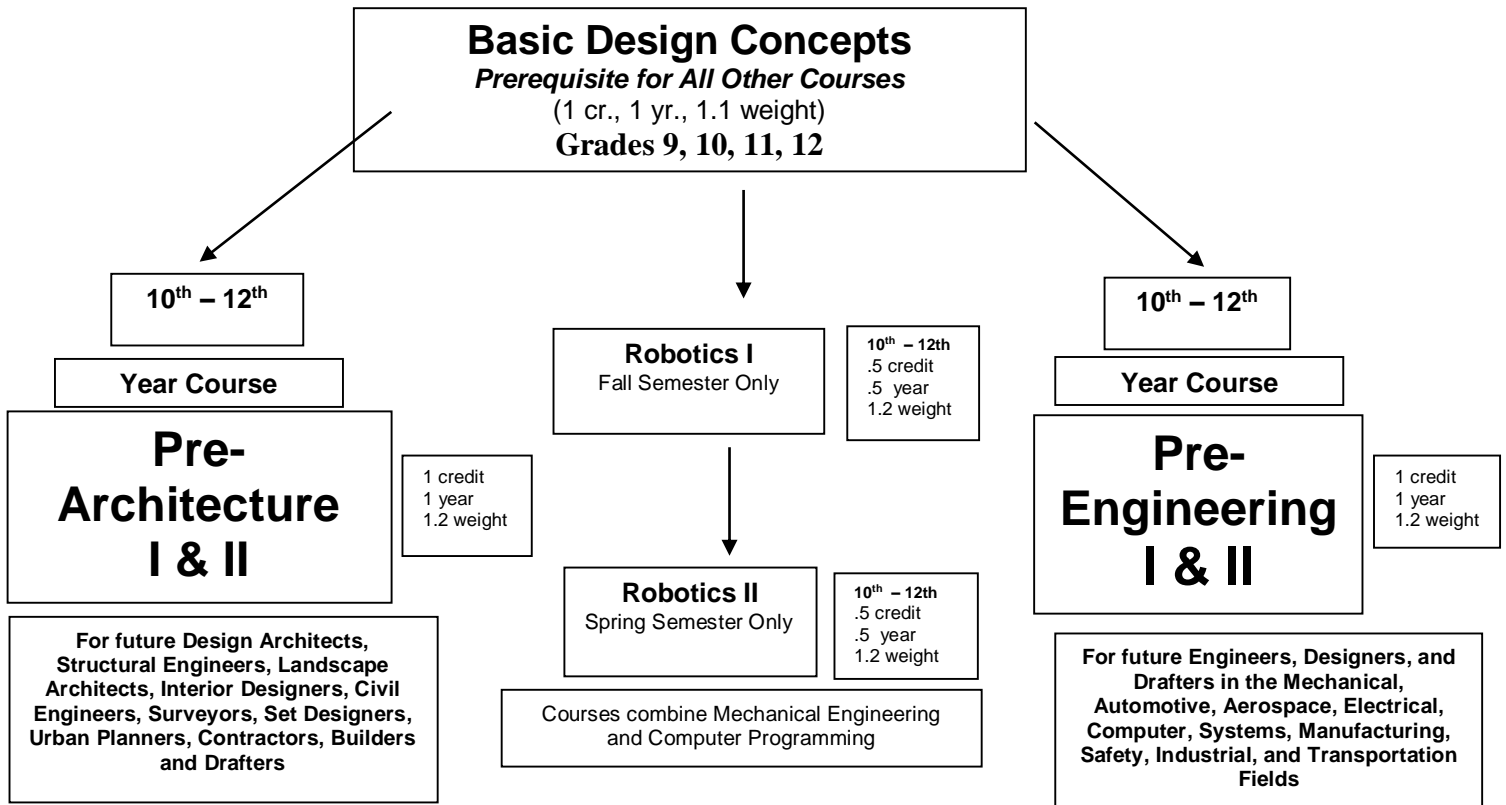 Basic Design Concepts
Prerequisite for All Other Courses
(1 cr., 1 yr., 1.1 weight)
Grades 9, 10, 11, 12
10th – 12th
Year Course
Pre-
Architecture
I & II
1 credit
1 year
1.2 weight
For future Design Architects,
Structural Engineers, Landscape
Architects, Interior Designers, Civil
Engineers, Surveyors, Set Designers,
Urban Planners, Contractors, Builders
and Drafters
Robotics I
Fall Semester Only
10th – 12th
.5 credit
.5 year
1.2 weight
Robotics II
Spring Semester Only
10th – 12th
.5 credit
.5 year
1.2 weight
Courses combine Mechanical Engineering
and Computer Programming
10th – 12th
Year Course
Pre-
Engineering
I & II
1 credit
1 year
1.2 weight
For future Engineers, Designers, and
Drafters in the Mechanical,
Automotive, Aerospace, Electrical,
Computer, Systems, Manufacturing,
Safety, Industrial, and Transportation
Fields